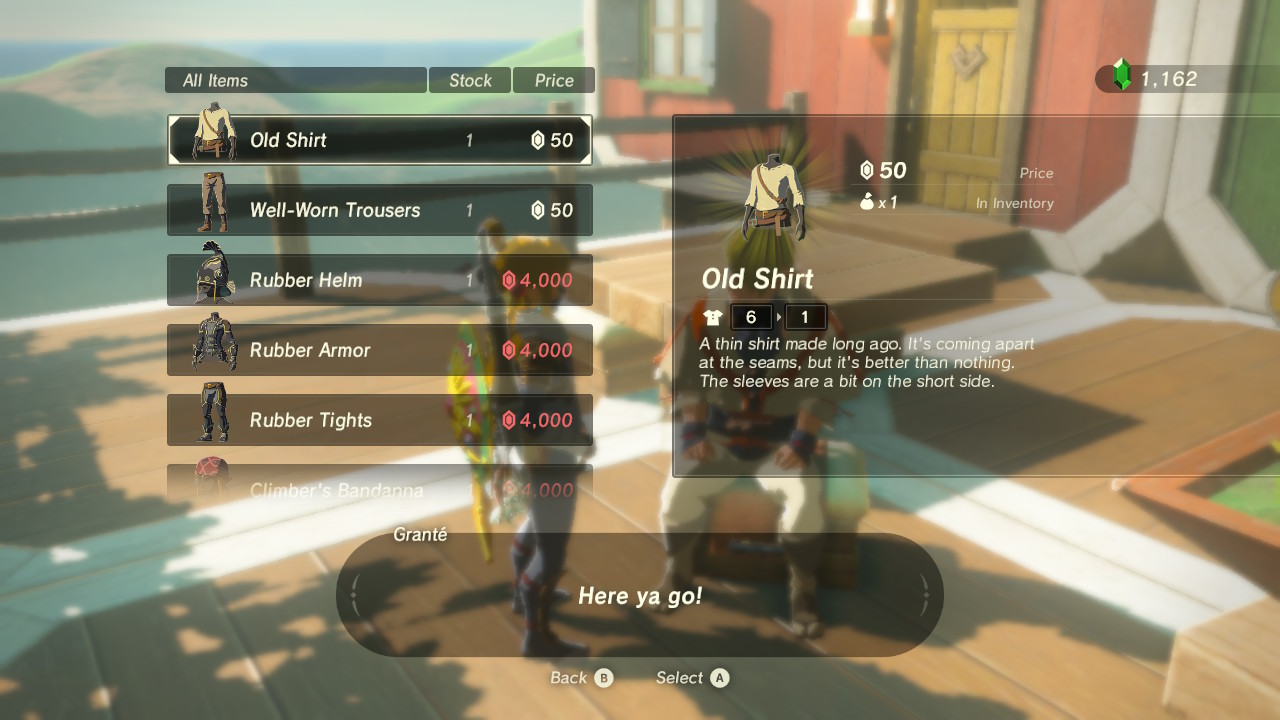 All Items Stock Price
1,162
Old Shirt 1 50
Well-Worn Trousers 1 50
Rubber Helm 1 4,000
Rubber Armor 1 4,000
Rubber Tights 1 4,000
Climber's Bandanna 1 4,000
50 Price
x 1 In Inventory
Old Shirt
6 1
A thin shirt made long ago. It's coming apart
at the seams, but it's better than nothing.
The sleeves are a bit on the short side.
Granté
Here ya go!
Back B Select A